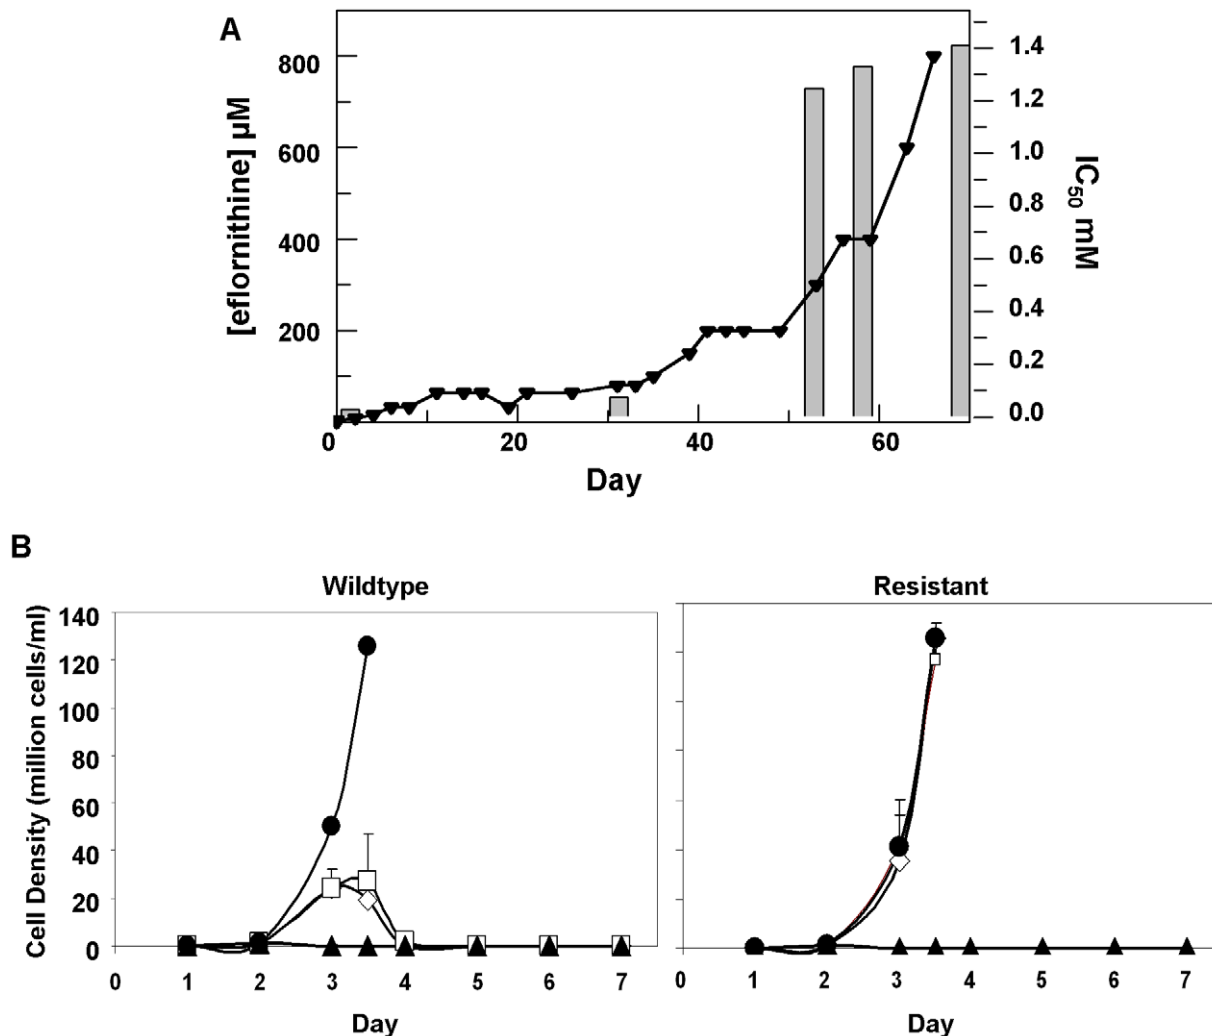 A
800
600
400
200
[eflornithine] µM
0
20
40
60
Day
1.4
1.2
1.0
0.8
0.6
0.4
0.2
0.0
IC50 mM
B
Wildtype
Resistant
140
120
100
80
60
40
20
0
Cell Density (million cells/ml)
0 1 2 3 4 5 6 7
0 1 2 3 4 5 6 7
Day
Day